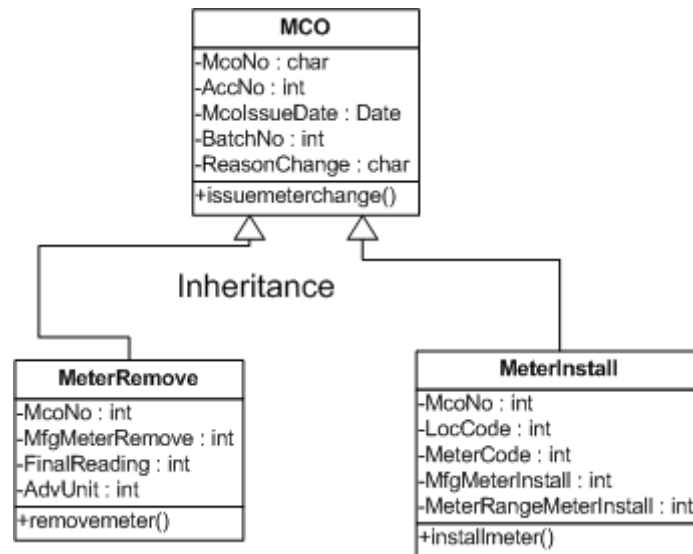 MCO
-McoNo : char
-AccNo : int
-McoIssueDate : Date
-BatchNo : int
-ReasonChange : char
+issuemeterchange()
Inheritance
MeterRemove
-McoNo : int
-MfgMeterRemove : int
-FinalReading : int
-AdvUnit : int
+removemeter()
MeterInstall
-McoNo : int
-LocCode : int
-MeterCode : int
-MfgMeterInstall : int
-MeterRangeMeterInstall : int
+installmeter()